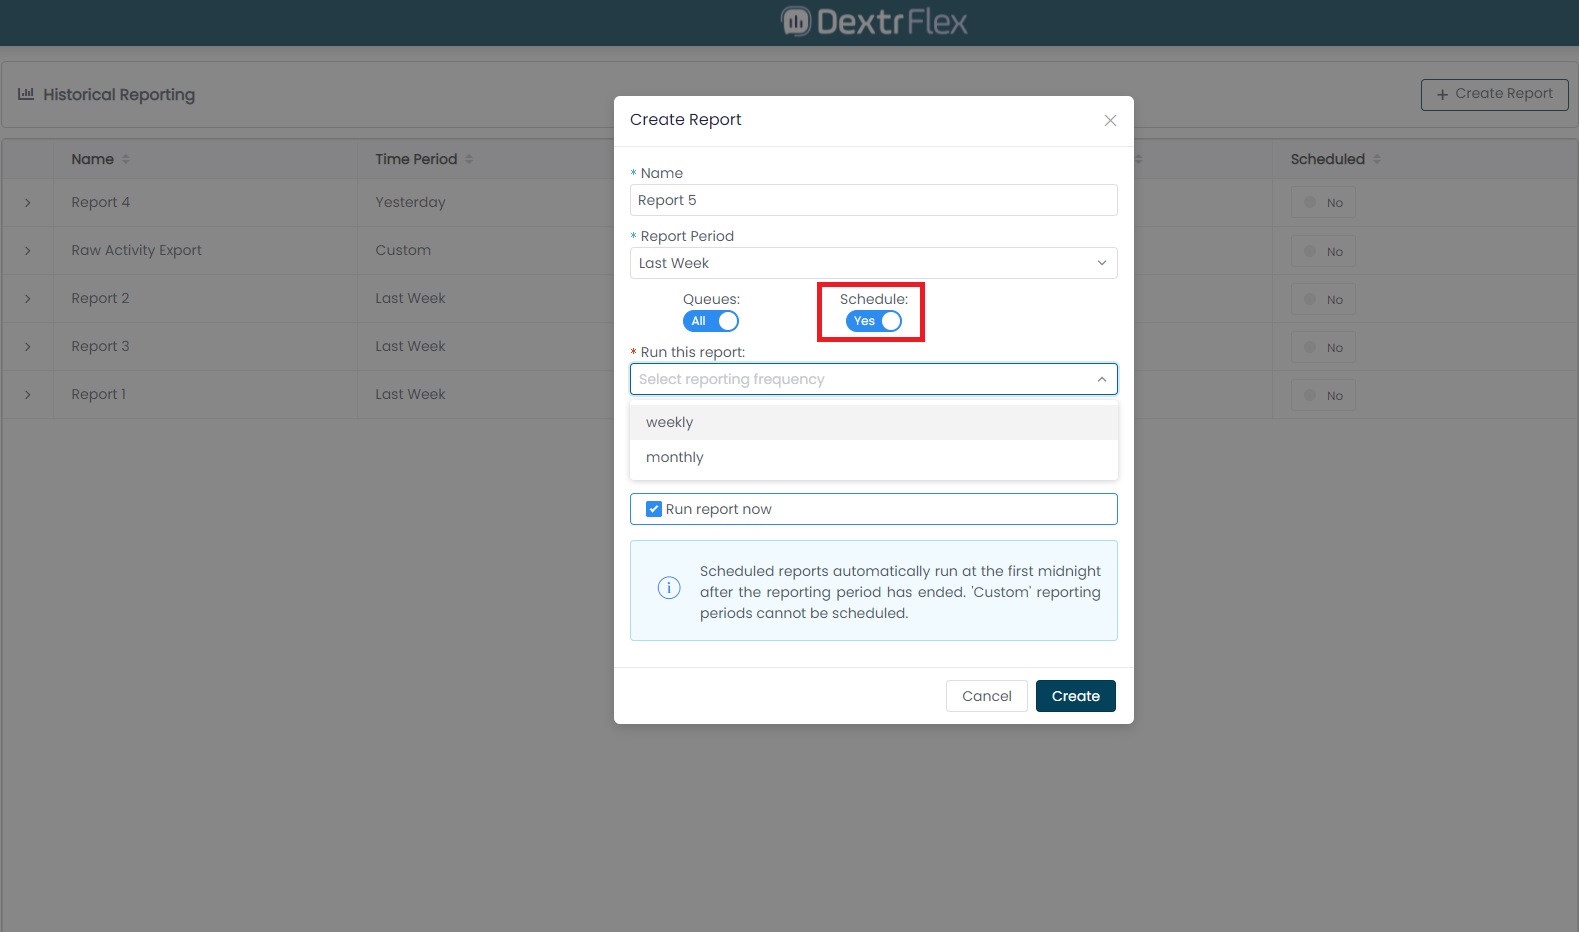 DextrFlex
Historical Reporting
+ Create Report
Name
Time Period
Scheduled
Report 4
Yesterday
No
Raw Activity Export
Custom
No
Report 2
Last Week
No
Report 3
Last Week
No
Report 1
Last Week
No
Create Report
* Name
Report 5
* Report Period
Last Week
Queues:
Schedule:
All
Yes
* Run this report:
Select reporting frequency
weekly
monthly
Run report now
Scheduled reports automatically run at the first midnight
after the reporting period has ended. 'Custom' reporting
periods cannot be scheduled.
Cancel
Create